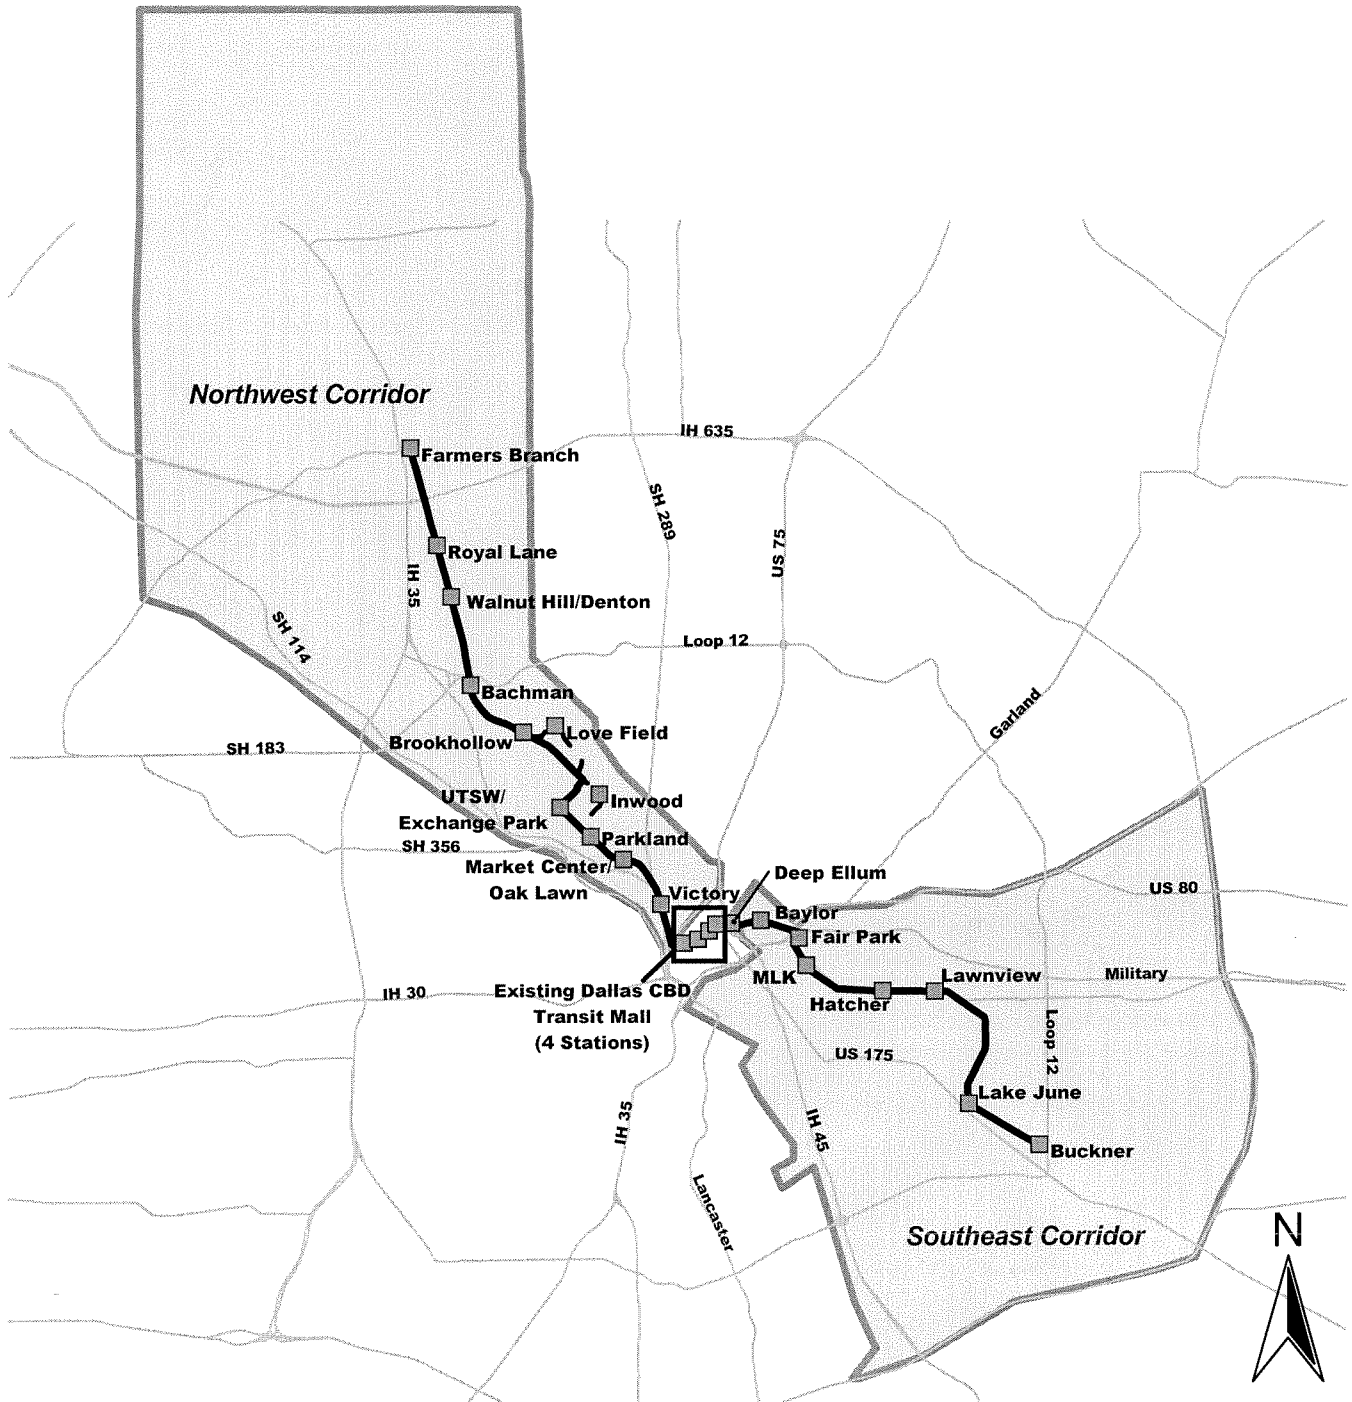 Northwest Corridor
IH 635
Farmers Branch
SH 289
US 75
Royal Lane
IH 35
Walnut Hill/Denton
SH 114
Loop 12
Bachman
Garland
Love Field
Brookhollow
SH 183
UTSW/
Exchange Park
Inwood
Parkland
SH 356
Market Center/
Oak Lawn
Deep Ellum
Victory
US 80
Baylor
Fair Park
MLK
Lawnview
Military
Hatcher
Existing Dallas CBD
Transit Mall
(4 Stations)
IH 30
Loop 12
US 175
Lake June
IH 35
IH 45
Buckner
Lancaster
Southeast Corridor
N